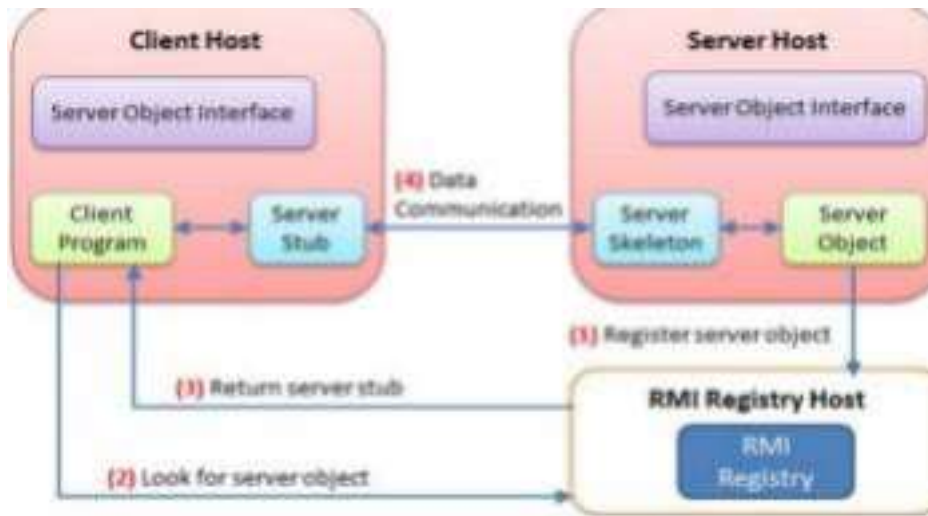 Client Host
Server Object Interface
Client
Program
Server
Stub
(4) Data
Communication
Server Host
Server Object Interface
Server
Skeleton
Server
Object
(1) Register server object
(3) Return server stub
(2) Look for server object
RMI Registry Host
RMI
Registry